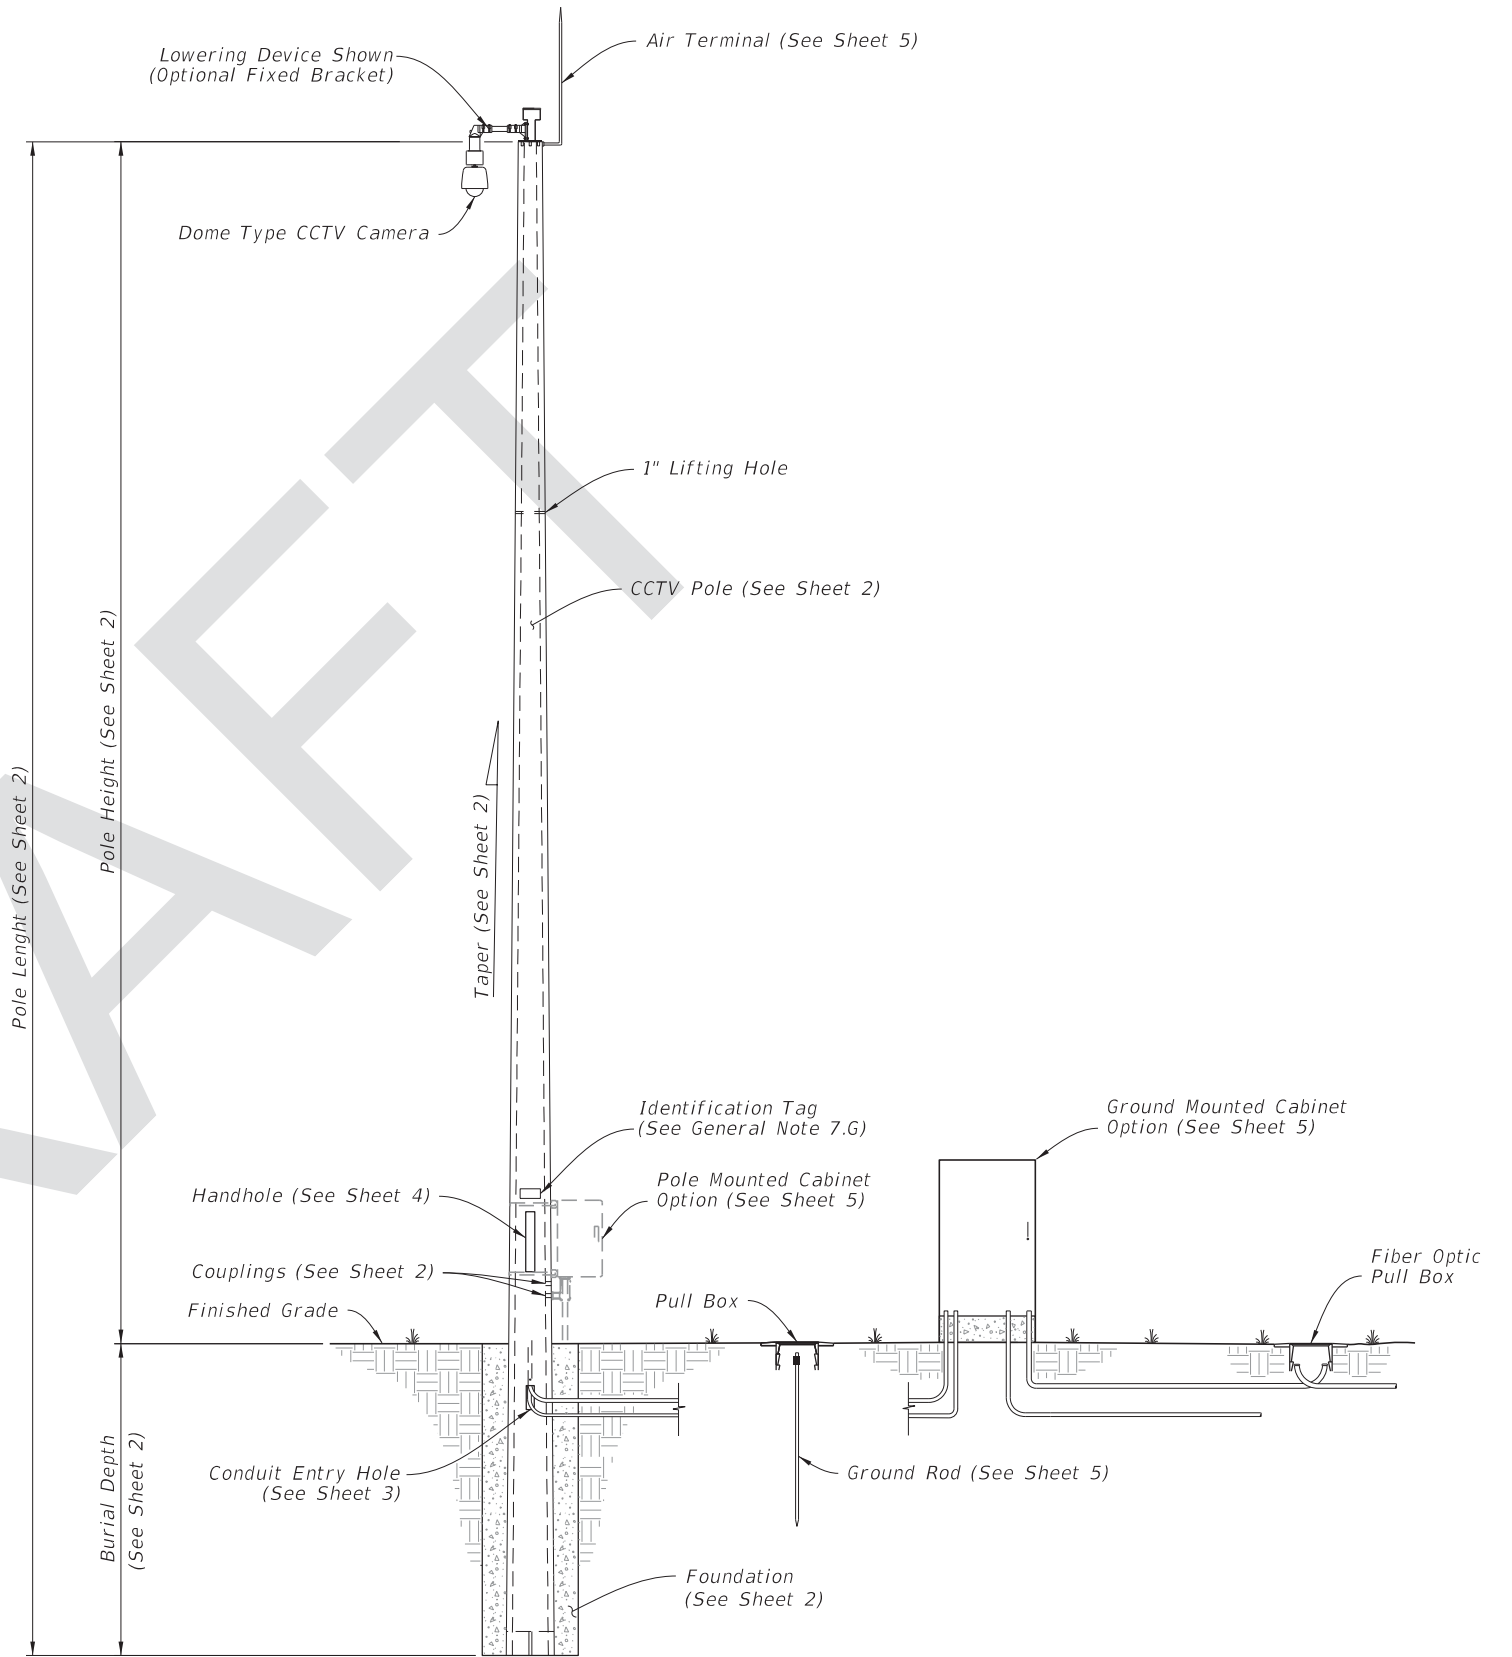 Lowering Device Shown
(Optional Fixed Bracket)
Air Terminal (See Sheet 5)
Dome Type CCTV Camera
1" Lifting Hole
CCTV Pole (See Sheet 2)
Pole Height (See Sheet 2)
Pole Lenght (See Sheet 2)
Taper (See Sheet 2)
Identification Tag
(See General Note 7.G)
Ground Mounted Cabinet
Option (See Sheet 5)
Handhole (See Sheet 4)
Pole Mounted Cabinet
Option (See Sheet 5)
Couplings (See Sheet 2)
Finished Grade
Pull Box
Fiber Optic
Pull Box
Burial Depth
(See Sheet 2)
Conduit Entry Hole
(See Sheet 3)
Ground Rod (See Sheet 5)
Foundation
(See Sheet 2)
AFT